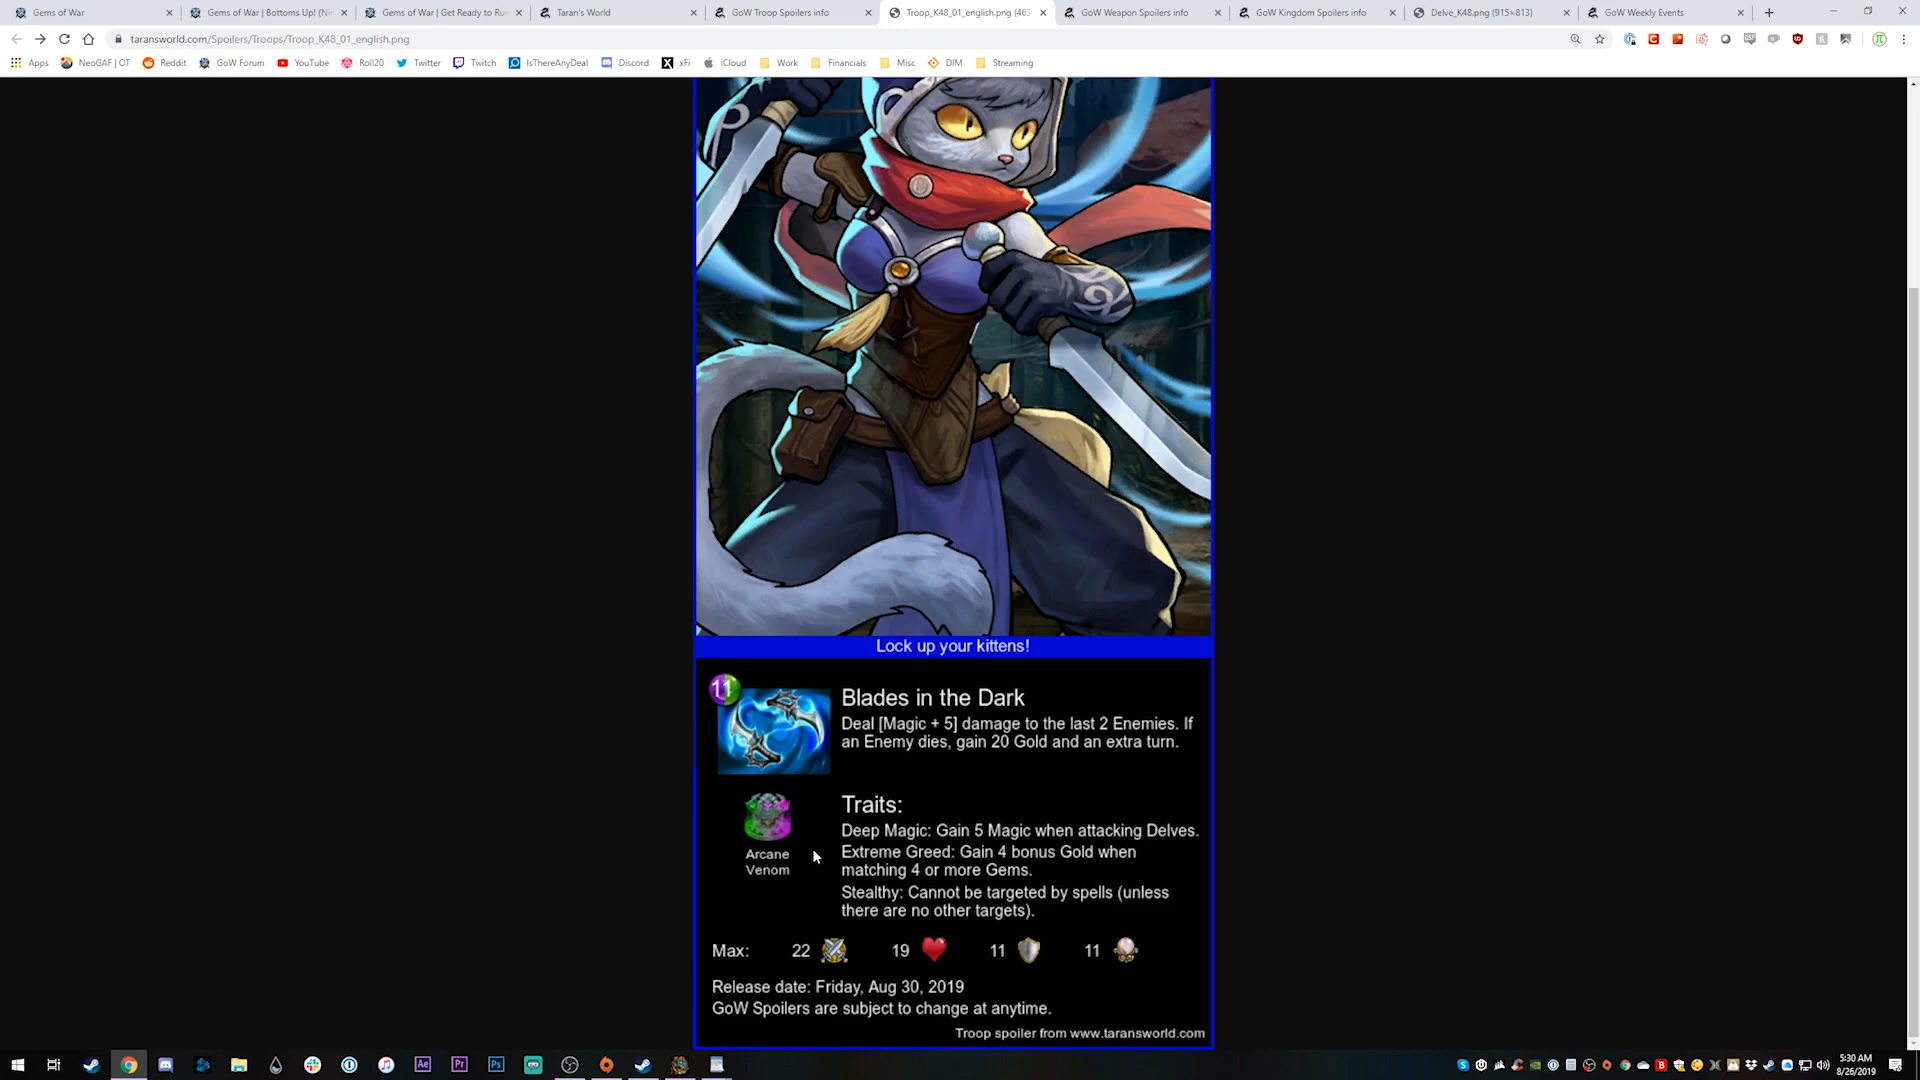 Gems of War
Gems of War | Bottoms Up! (Nin
Gems of War | Get Ready to Ru
Taran's World
GoW Troop Spoilers info
Troop_K48_01_english.png (463
GoW Weapon Spoilers info
GoW Kingdom Spoilers info
Delve_K48.png (915×813)
GoW Weekly Events
taransworld.com/Spoilers/Troops/Troop_K48_01_english.png
Apps
NeoGAF | OT
Reddit
GoW Forum
YouTube
Roll20
Twitter
Twitch
IsThereAnyDeal
Discord
xFi
iCloud
Work
Financials
Misc
DIM
Streaming
Lock up your kittens!
11
Blades in the Dark
Deal [Magic + 5] damage to the last 2 Enemies. If
an Enemy dies, gain 20 Gold and an extra turn.
Arcane
Venom
Traits:
Deep Magic: Gain 5 Magic when attacking Delves.
Extreme Greed: Gain 4 bonus Gold when
matching 4 or more Gems.
Stealthy: Cannot be targeted by spells (unless
there are no other targets).
Max: 22 19 11 11
Release date: Friday, Aug 30, 2019
GoW Spoilers are subject to change at anytime.
Troop spoiler from www.taransworld.com
5:30 AM
8/26/2019